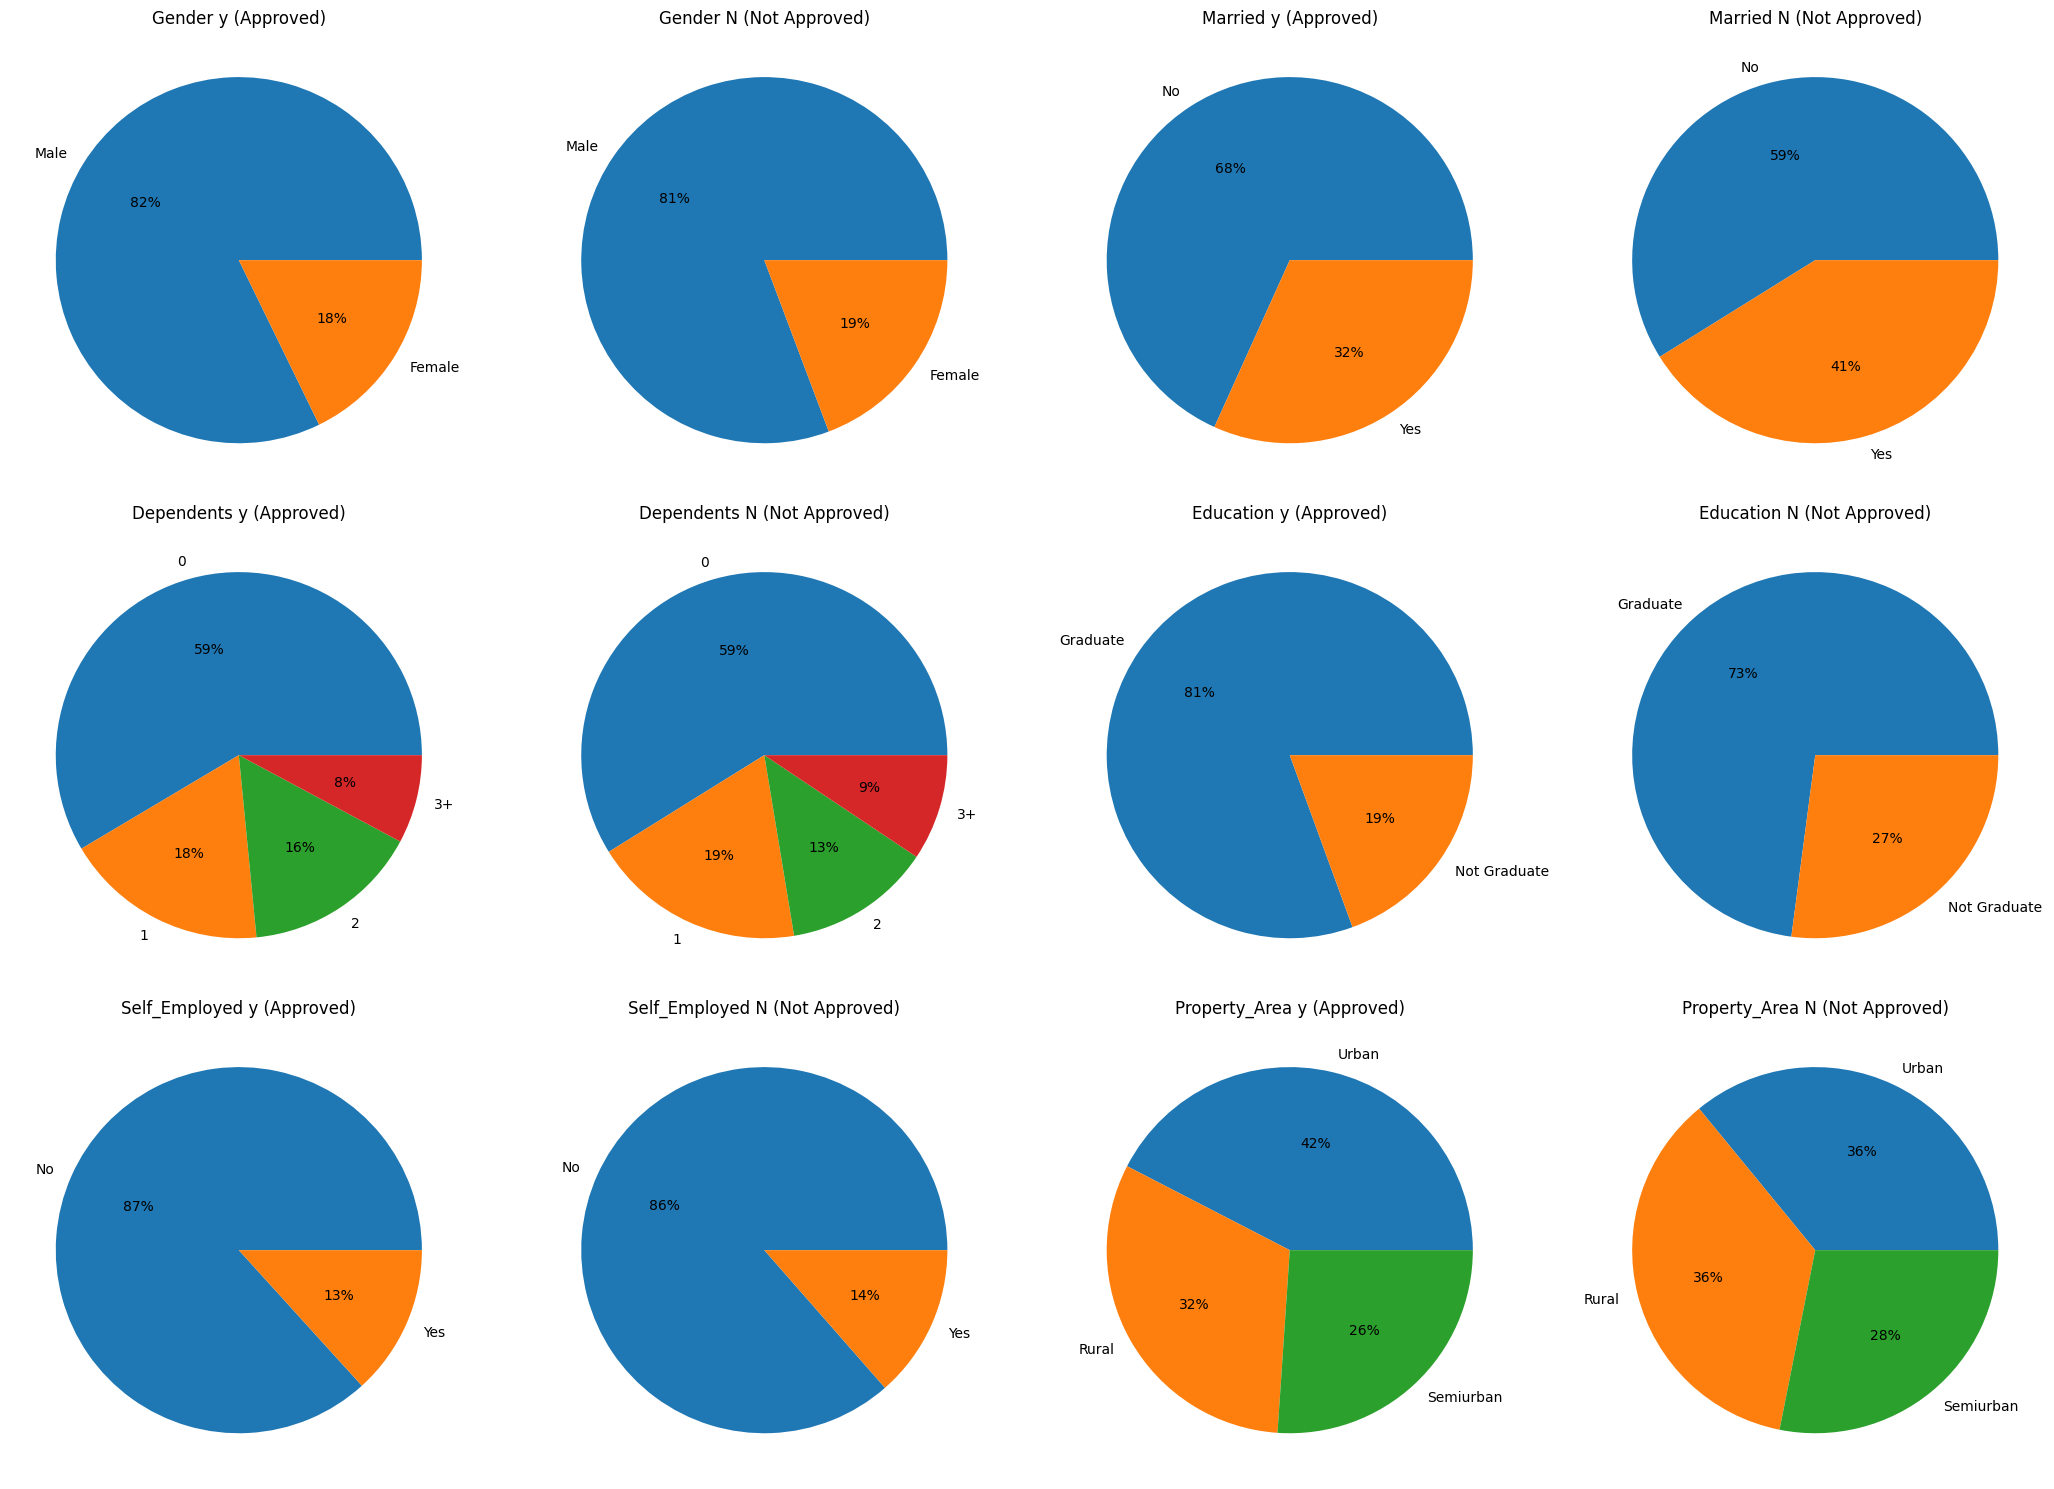 Gender y (Approved)
Male
82%
18%
Female
Gender N (Not Approved)
Male
81%
19%
Female
Married y (Approved)
No
68%
32%
Yes
Married N (Not Approved)
No
59%
41%
Yes
Dependents y (Approved)
0
59%
8%
3+
18%
16%
1
2
Dependents N (Not Approved)
0
59%
9%
3+
19%
13%
1
2
Education y (Approved)
Graduate
81%
19%
Not Graduate
Education N (Not Approved)
Graduate
73%
27%
Not Graduate
Self_Employed y (Approved)
No
87%
13%
Yes
Self_Employed N (Not Approved)
No
86%
14%
Yes
Property_Area y (Approved)
Urban
42%
32%
26%
Rural
Semiurban
Property_Area N (Not Approved)
Urban
36%
36%
Rural
28%
Semiurban